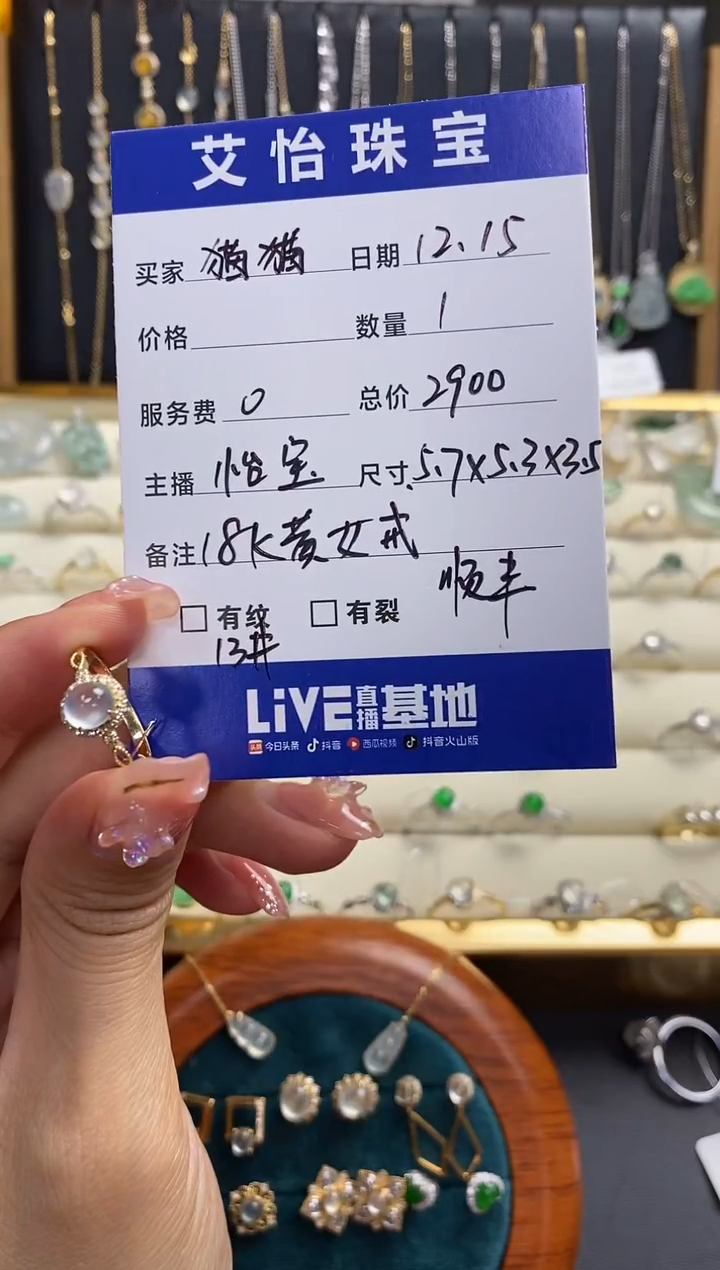 艾怡珠宝
买家 猫猫 日期 12.15
价格 数量 1
服务费 0 总价 2900
主播 怡宝 尺寸 5.7X5.3X3.5
备注 18K黄女戒
顺丰
□ 有纹 □ 有裂
13#
LiVE直播基地
头条 今日头条 抖音 西瓜视频 抖音火山版